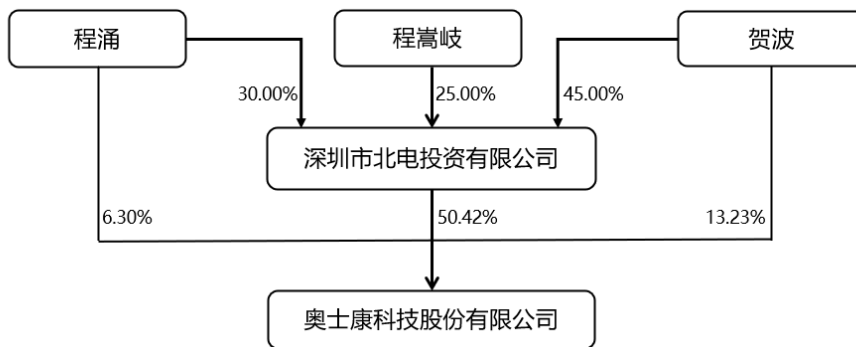 程涌
程嵩岐
贺波
30.00%
25.00%
45.00%
深圳市北电投资有限公司
6.30%
50.42%
13.23%
奥士康科技股份有限公司